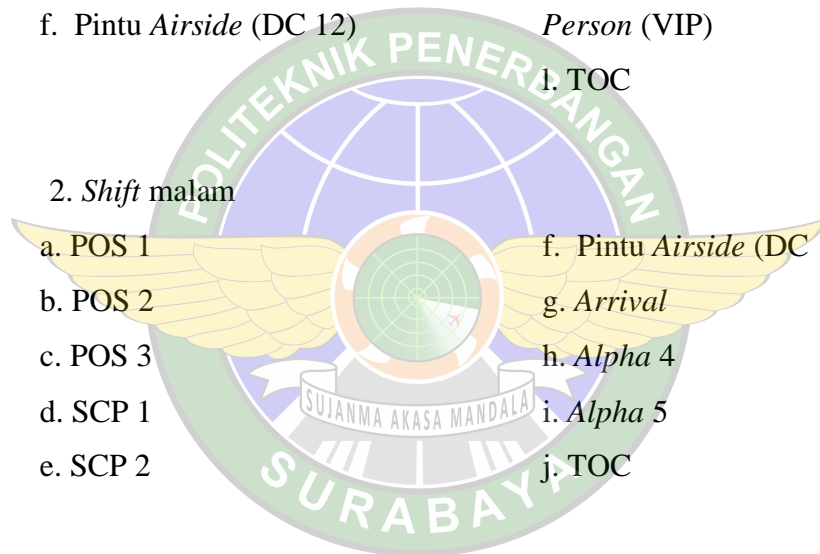 f. Pintu Airside (DC 12)
Person (VIP)
l. TOC
2. Shift malam
a. POS 1
b. POS 2
c. POS 3
d. SCP 1
e. SCP 2
f. Pintu Airside (DC
g. Arrival
h. Alpha 4
i. Alpha 5
j. TOC
POLITEKNIK PENERBANGAN
SUJANMA AKASA MANDALA
SURABAYA